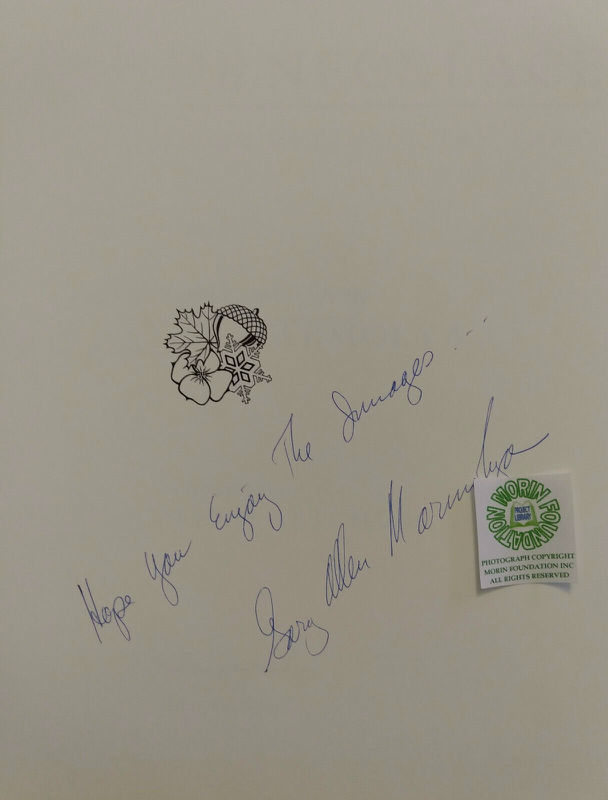 Hope you Enjoy The Images...
Gary Allen
MORIN FOUNDATION
PROJECT
LIBRARY
PHOTOGRAPH COPYRIGHT
MORIN FOUNDATION INC
ALL RIGHTS RESERVED